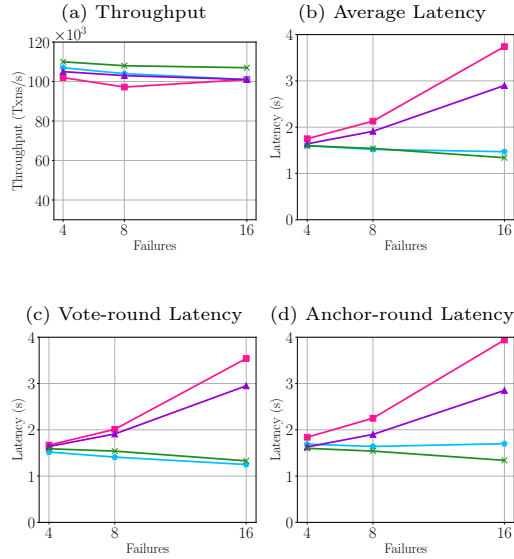 (a) Throughput
×10³
120
100
80
60
40
4
8
16
Failures
Throughput (Txns/s)
(b) Average Latency
4
3
2
1
0
4
8
16
Failures
Latency (s)
(c) Vote-round Latency
4
3
2
1
0
4
8
16
Failures
Latency (s)
(d) Anchor-round Latency
4
3
2
1
0
4
8
16
Failures
Latency (s)